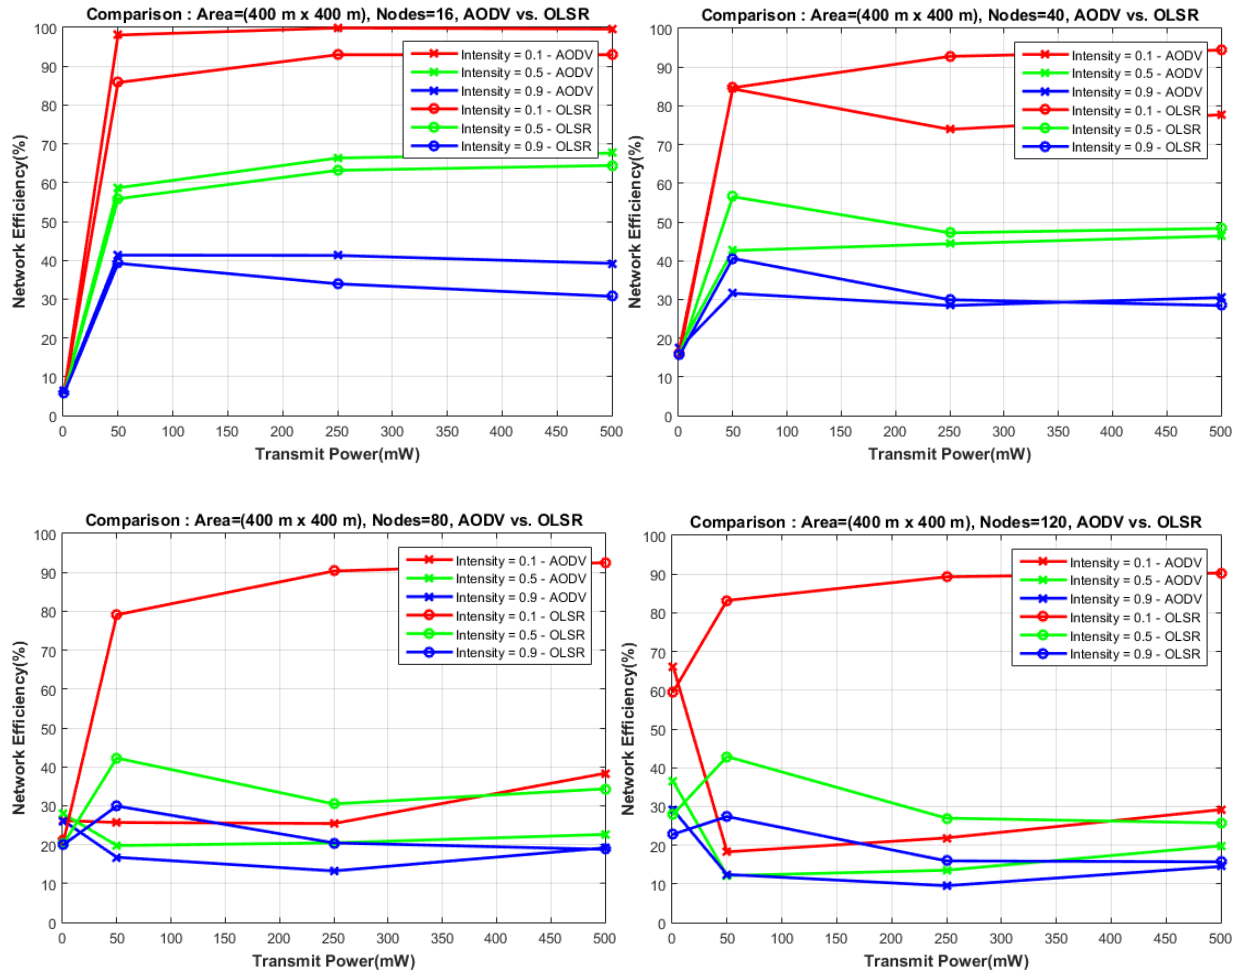 Comparison : Area=(400 m x 400 m), Nodes=16, AODV vs. OLSR
Network Efficiency(%)
100
90
80
70
60
50
40
30
20
10
0
Intensity = 0.1 - AODV
Intensity = 0.5 - AODV
Intensity = 0.9 - AODV
Intensity = 0.1 - OLSR
Intensity = 0.5 - OLSR
Intensity = 0.9 - OLSR
0 50 100 150 200 250 300 350 400 450 500
Transmit Power(mW)
Comparison : Area=(400 m x 400 m), Nodes=40, AODV vs. OLSR
Network Efficiency(%)
100
90
80
70
60
50
40
30
20
10
0
Intensity = 0.1 - AODV
Intensity = 0.5 - AODV
Intensity = 0.9 - AODV
Intensity = 0.1 - OLSR
Intensity = 0.5 - OLSR
Intensity = 0.9 - OLSR
0 50 100 150 200 250 300 350 400 450 500
Transmit Power(mW)
Comparison : Area=(400 m x 400 m), Nodes=80, AODV vs. OLSR
Network Efficiency(%)
100
90
80
70
60
50
40
30
20
10
0
Intensity = 0.1 - AODV
Intensity = 0.5 - AODV
Intensity = 0.9 - AODV
Intensity = 0.1 - OLSR
Intensity = 0.5 - OLSR
Intensity = 0.9 - OLSR
0 50 100 150 200 250 300 350 400 450 500
Transmit Power(mW)
Comparison : Area=(400 m x 400 m), Nodes=120, AODV vs. OLSR
Network Efficiency(%)
100
90
80
70
60
50
40
30
20
10
0
Intensity = 0.1 - AODV
Intensity = 0.5 - AODV
Intensity = 0.9 - AODV
Intensity = 0.1 - OLSR
Intensity = 0.5 - OLSR
Intensity = 0.9 - OLSR
0 50 100 150 200 250 300 350 400 450 500
Transmit Power(mW)